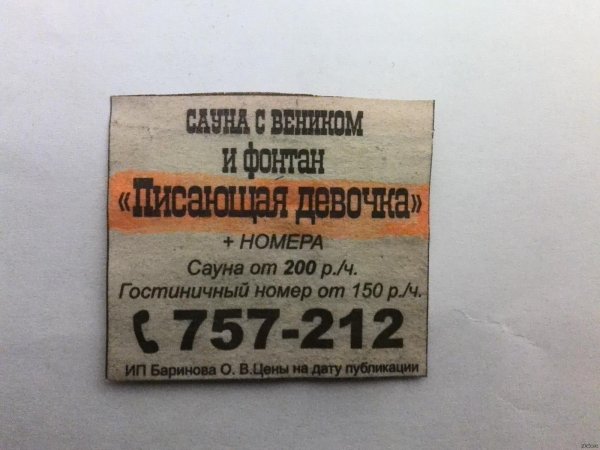 САУНА С ВЕНИКОМ
И ФОНТАН
«Писающая девочка»
+ НОМЕРА
Сауна от 200 р./ч.
Гостиничный номер от 150 р./ч.
757-212
ИП Баринова О. В.Цены на дату публикации